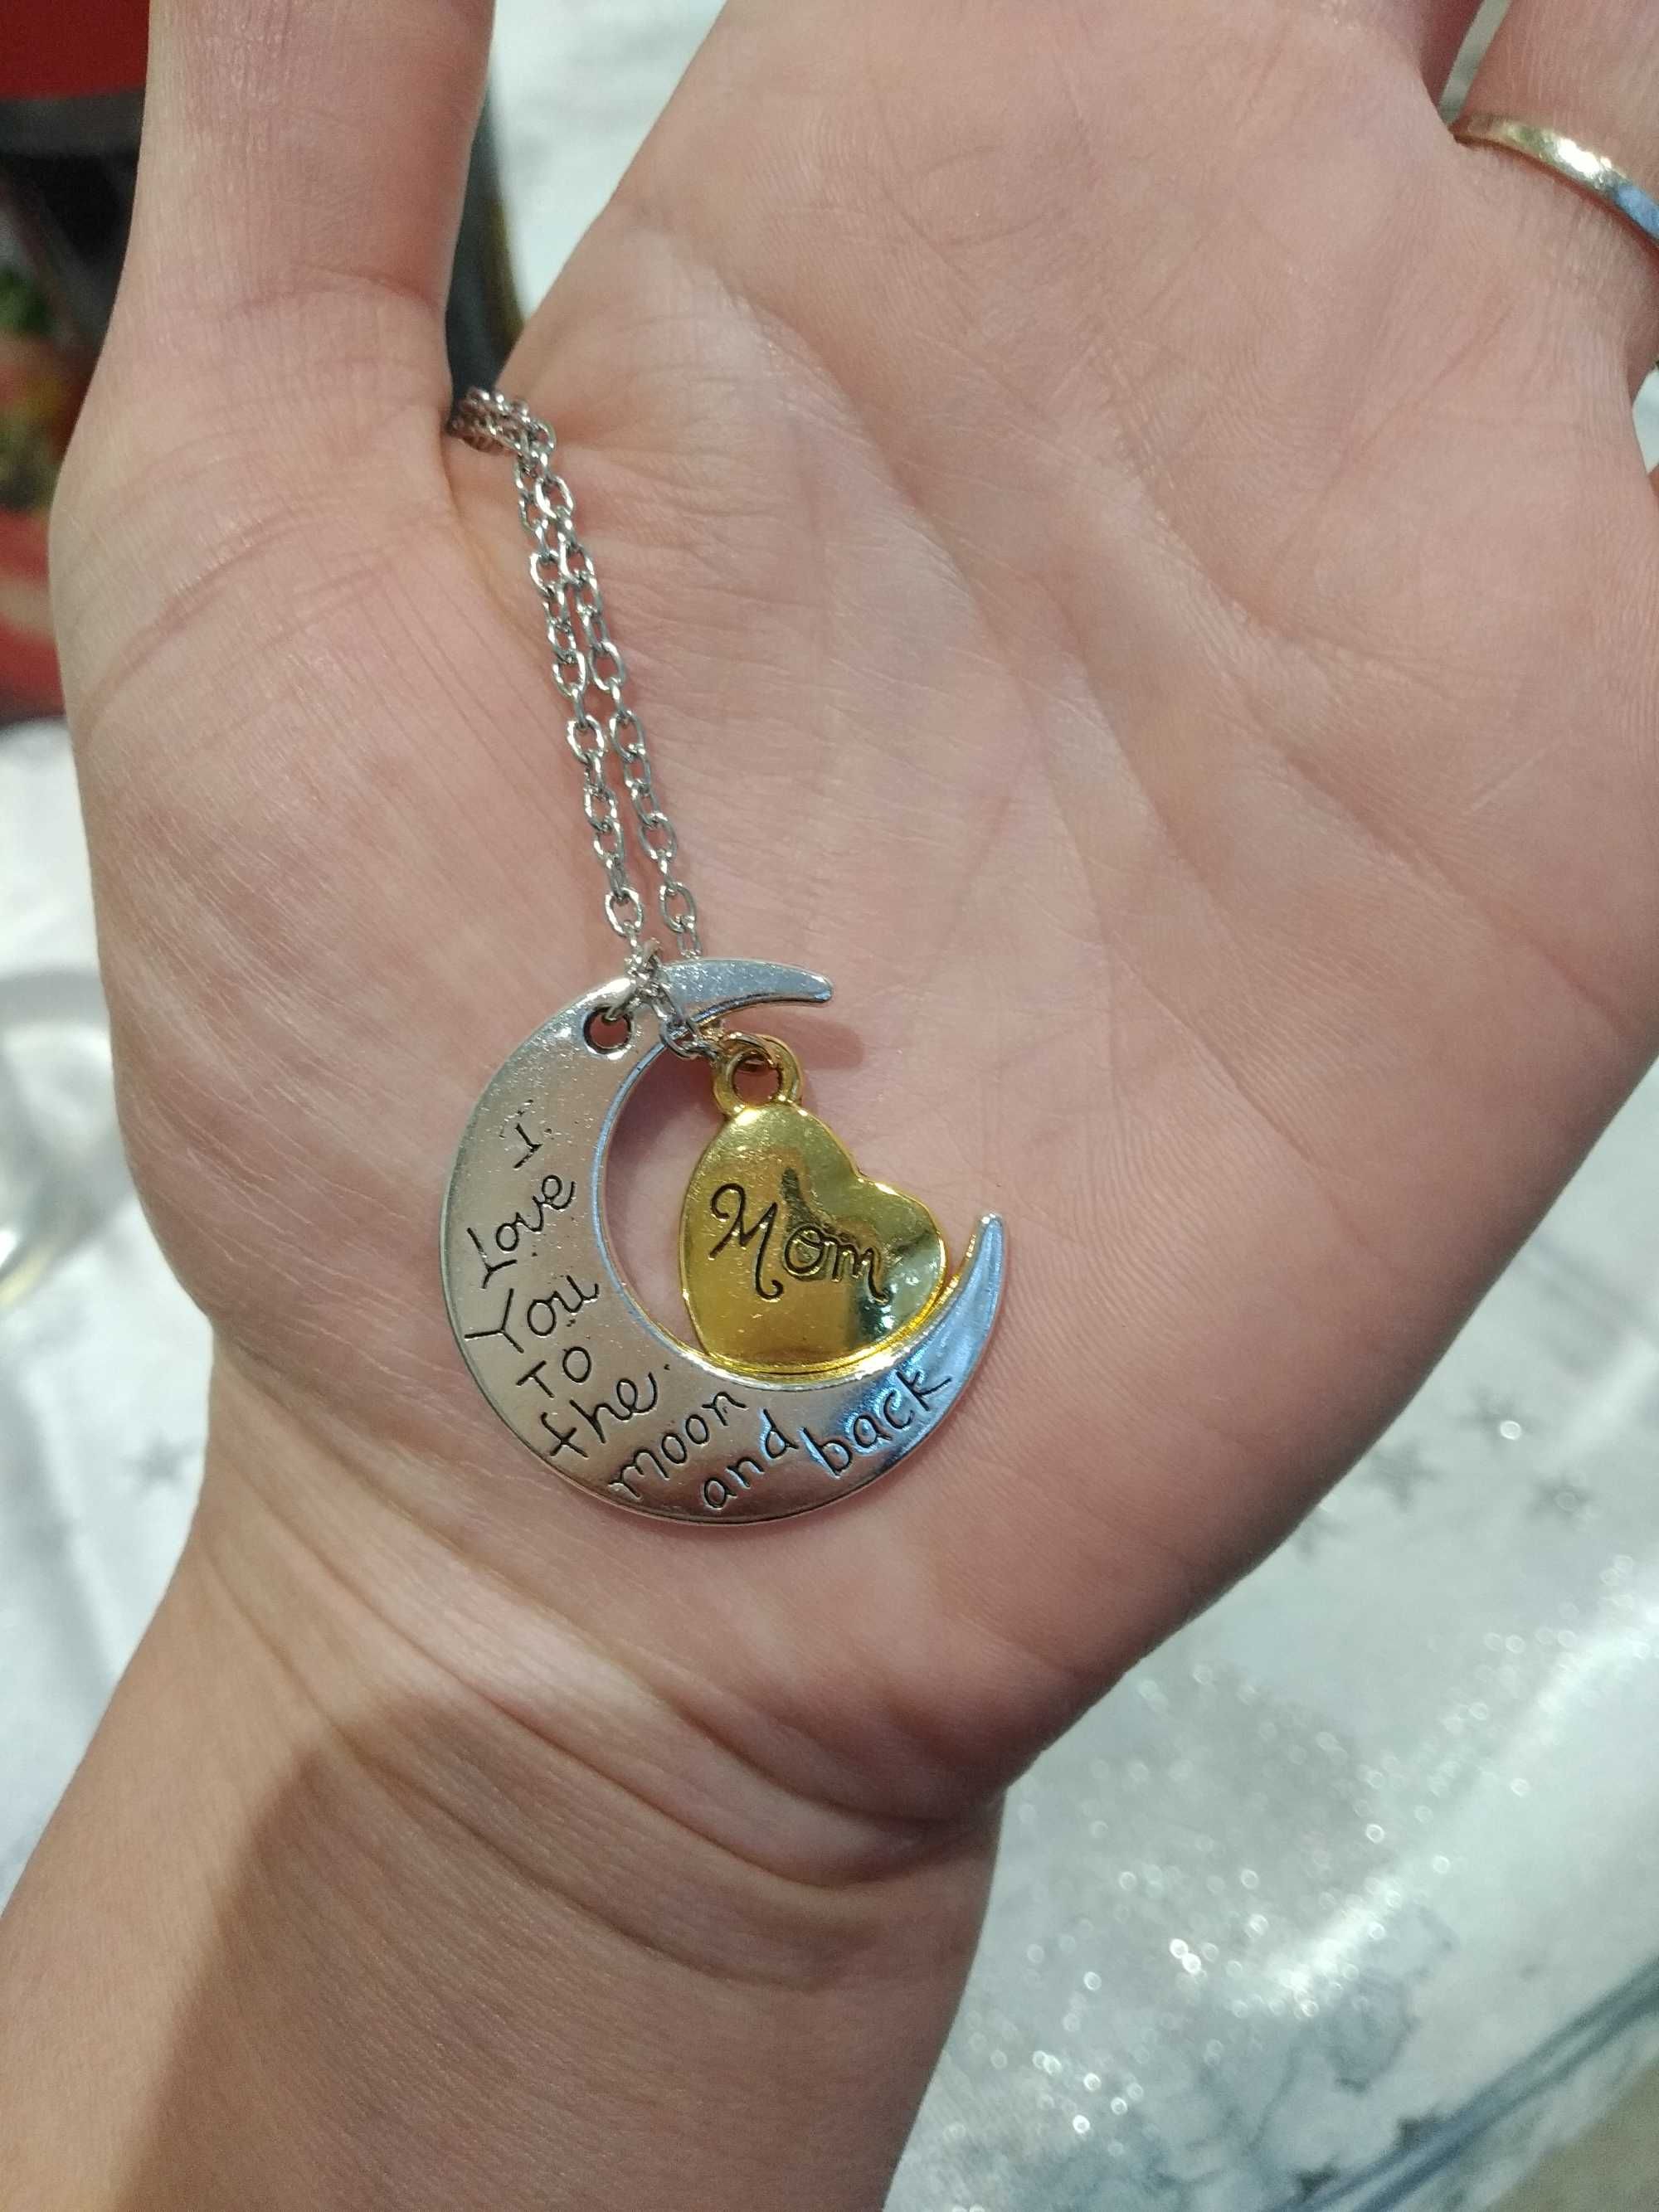 I
Love
You
TO
the
moon
and
back
Mom